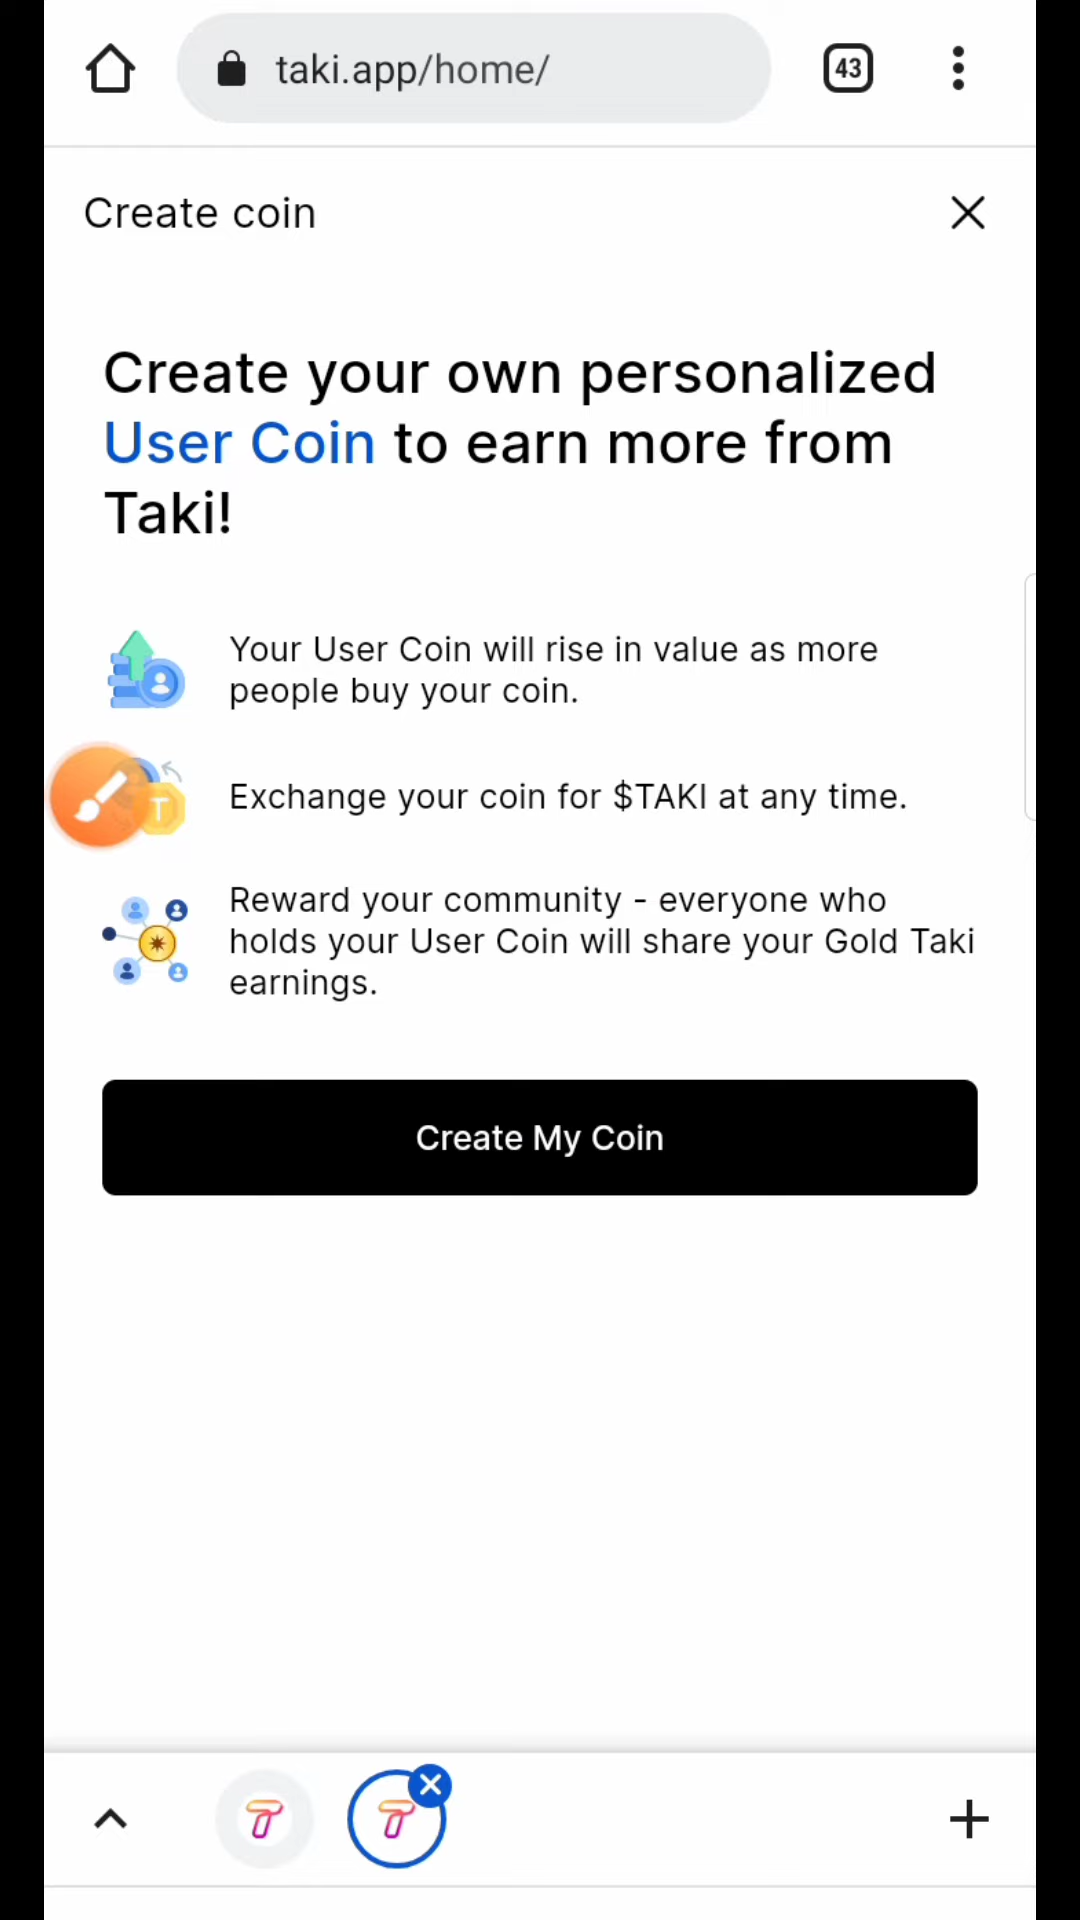 taki.app/home/
43
Create coin
Create your own personalized
User Coin to earn more from
Taki!
Your User Coin will rise in value as more
people buy your coin.
T
Exchange your coin for $TAKI at any time.
Reward your community - everyone who
holds your User Coin will share your Gold Taki
earnings.
Create My Coin
T
T